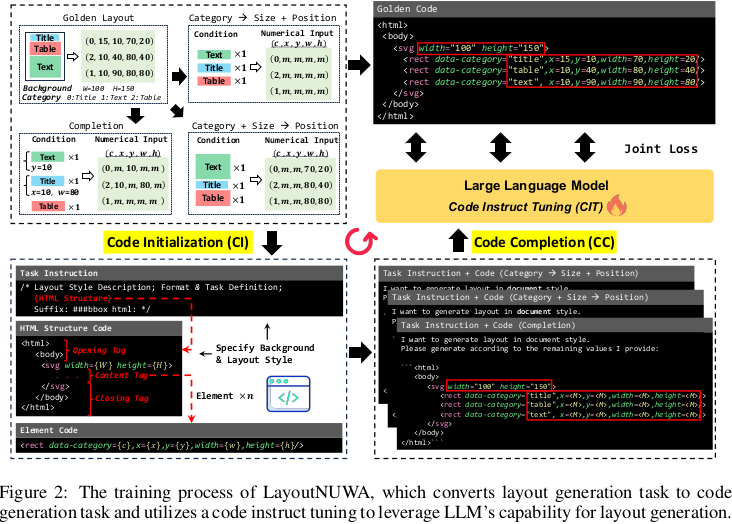 Golden Layout
Title
Table
Text
(0, 15, 10, 70, 20)
(2, 10, 40, 80, 40)
(1, 10, 90, 80, 80)
Background W=100 H=150
Category 0:Title 1:Text 2:Table
Category → Size + Position
Condition
Numerical Input
(c, x, y, w, h)
Text ×1
Title ×1
Table ×1
(0, m, m, m, m)
(2, m, m, m, m)
(1, m, m, m, m)
Completion
Condition
Numerical Input
(c, x, y, w, h)
Text ×1
y=10
Title ×1
x=10, w=80
Table ×1
(0, m, 10, m, m)
(2, 10, m, 80, m)
(1, m, m, m, m)
Category + Size → Position
Condition
Numerical Input
(c, x, y, w, h)
Text ×1
Title ×1
Table ×1
(0, m, m, 70, 20)
(2, m, m, 80, 40)
(1, m, m, 80, 80)
Golden Code
<html>
<body>
<svg width="100" height="150">
<rect data-category="title",x=15,y=10,width=70,height=20/>
<rect data-category="table",x=10,y=40,width=80,height=40/>
<rect data-category="text", x=10,y=90,width=90,height=80/>
</svg>
</body>
</html>
Joint Loss
Large Language Model
Code Instruct Tuning (CIT)
Code Initialization (CI)
Code Completion (CC)
Task Instruction
/* Layout Style Description; Format & Task Definition;
{HTML Structure}
Suffix: ###bbox html: */
HTML Structure Code
<html>
<body>
Opening Tag
<svg width={W} height={H}>
. . . Content Tag
</svg>
</body>
Closing Tag
</html>
Specify Background
& Layout Style
Element ×n
Element Code
<rect data-category={c},x={x},y={y},width={w},height={h}/>
Task Instruction + Code (Category → Size + Position)
I want to generate layout in document style.
Task Instruction + Code (Category + Size → Position)
I want to generate layout in document style.
Task Instruction + Code (Completion)
I want to generate layout in document style.
Please generate according to the remaining values I provide:
```<html>
<body>
<svg width="100" height="150">
<rect data-category="title",x=<M>,y=<M>,width=<M>,height=<M>/>
<rect data-category="table",x=<M>,y=<M>,width=<M>,height=<M>/>
<rect data-category="text", x=<M>,y=<M>,width=<M>,height=<M>/>
</svg>
</body>
</html>```
Figure 2: The training process of LayoutNUWA, which converts layout generation task to code
generation task and utilizes a code instruct tuning to leverage LLM's capability for layout generation.